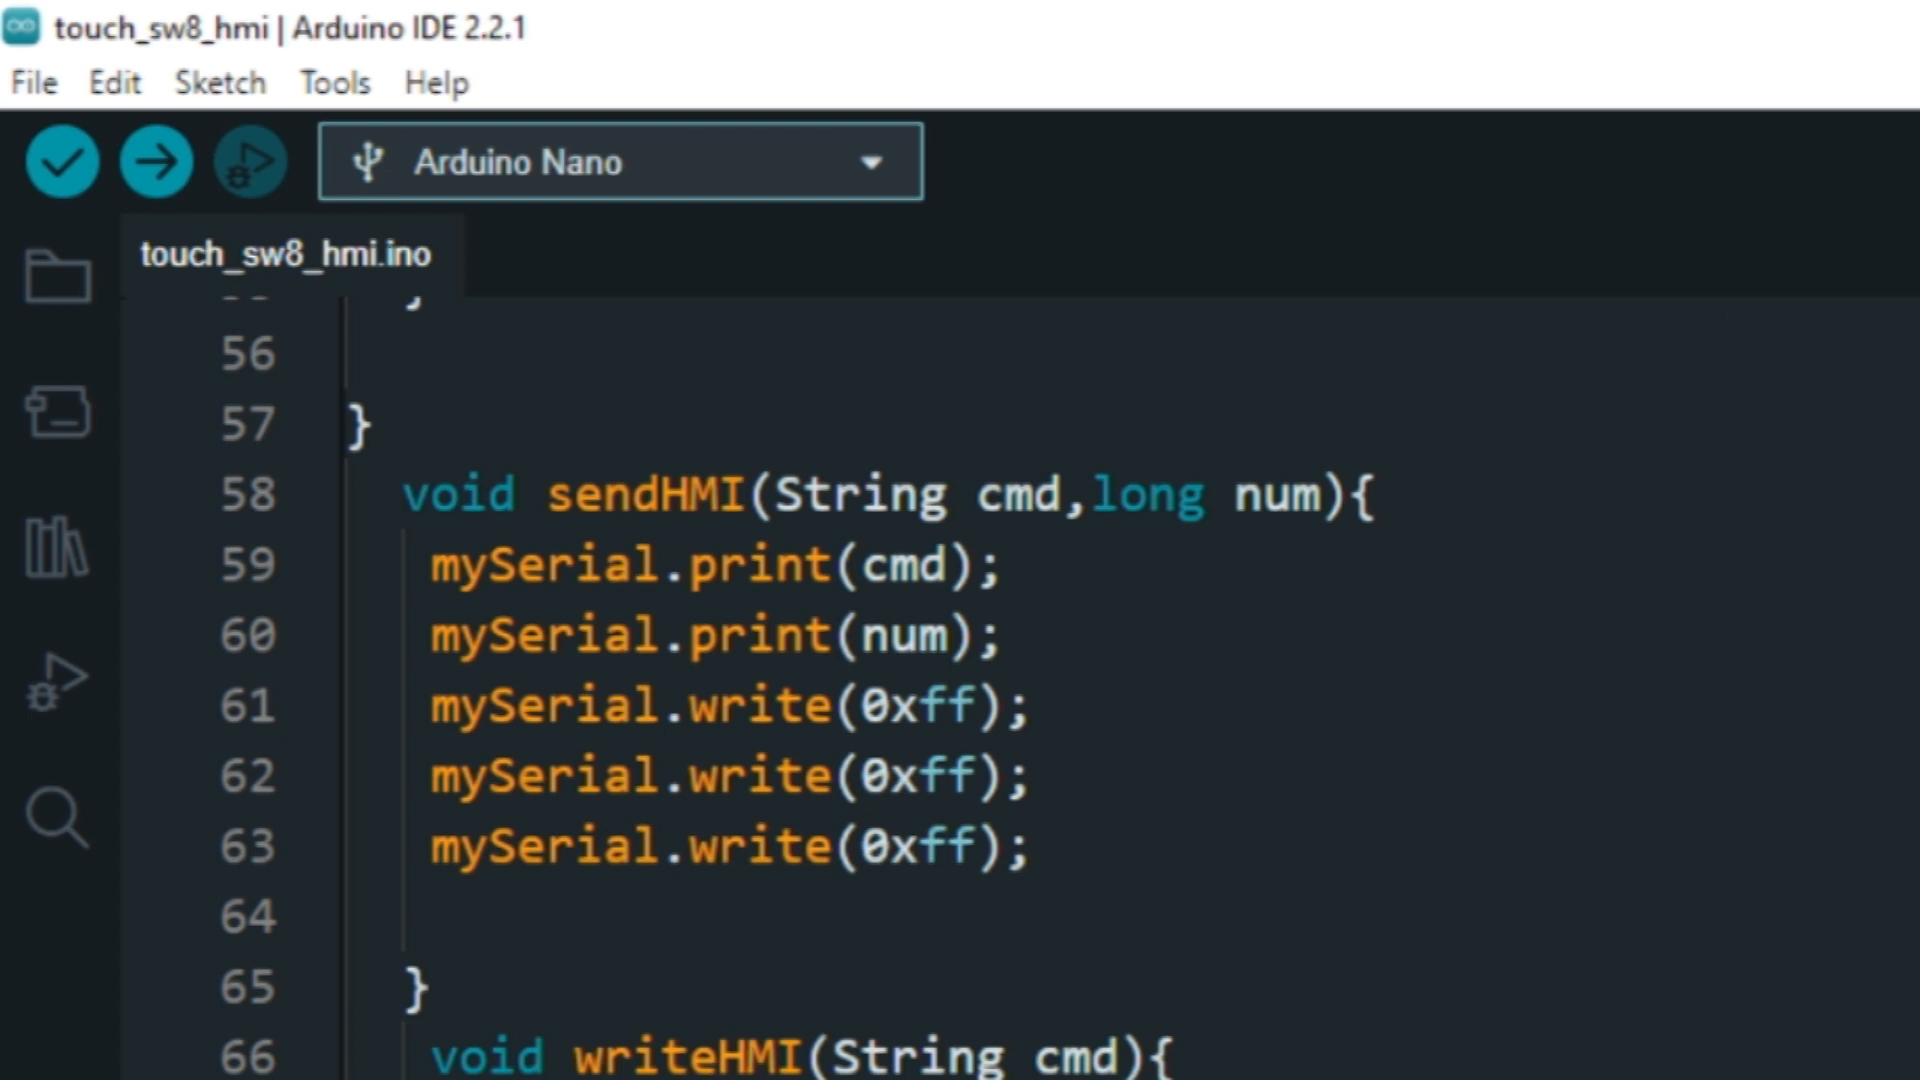 touch_sw8_hmi | Arduino IDE 2.2.1
File Edit Sketch Tools Help
Arduino Nano
touch_sw8_hmi.ino
56
57 }
58 void sendHMI(String cmd,long num){
59 mySerial.print(cmd);
60 mySerial.print(num);
61 mySerial.write(0xff);
62 mySerial.write(0xff);
63 mySerial.write(0xff);
64
65 }
66 void writeHMI(String cmd){